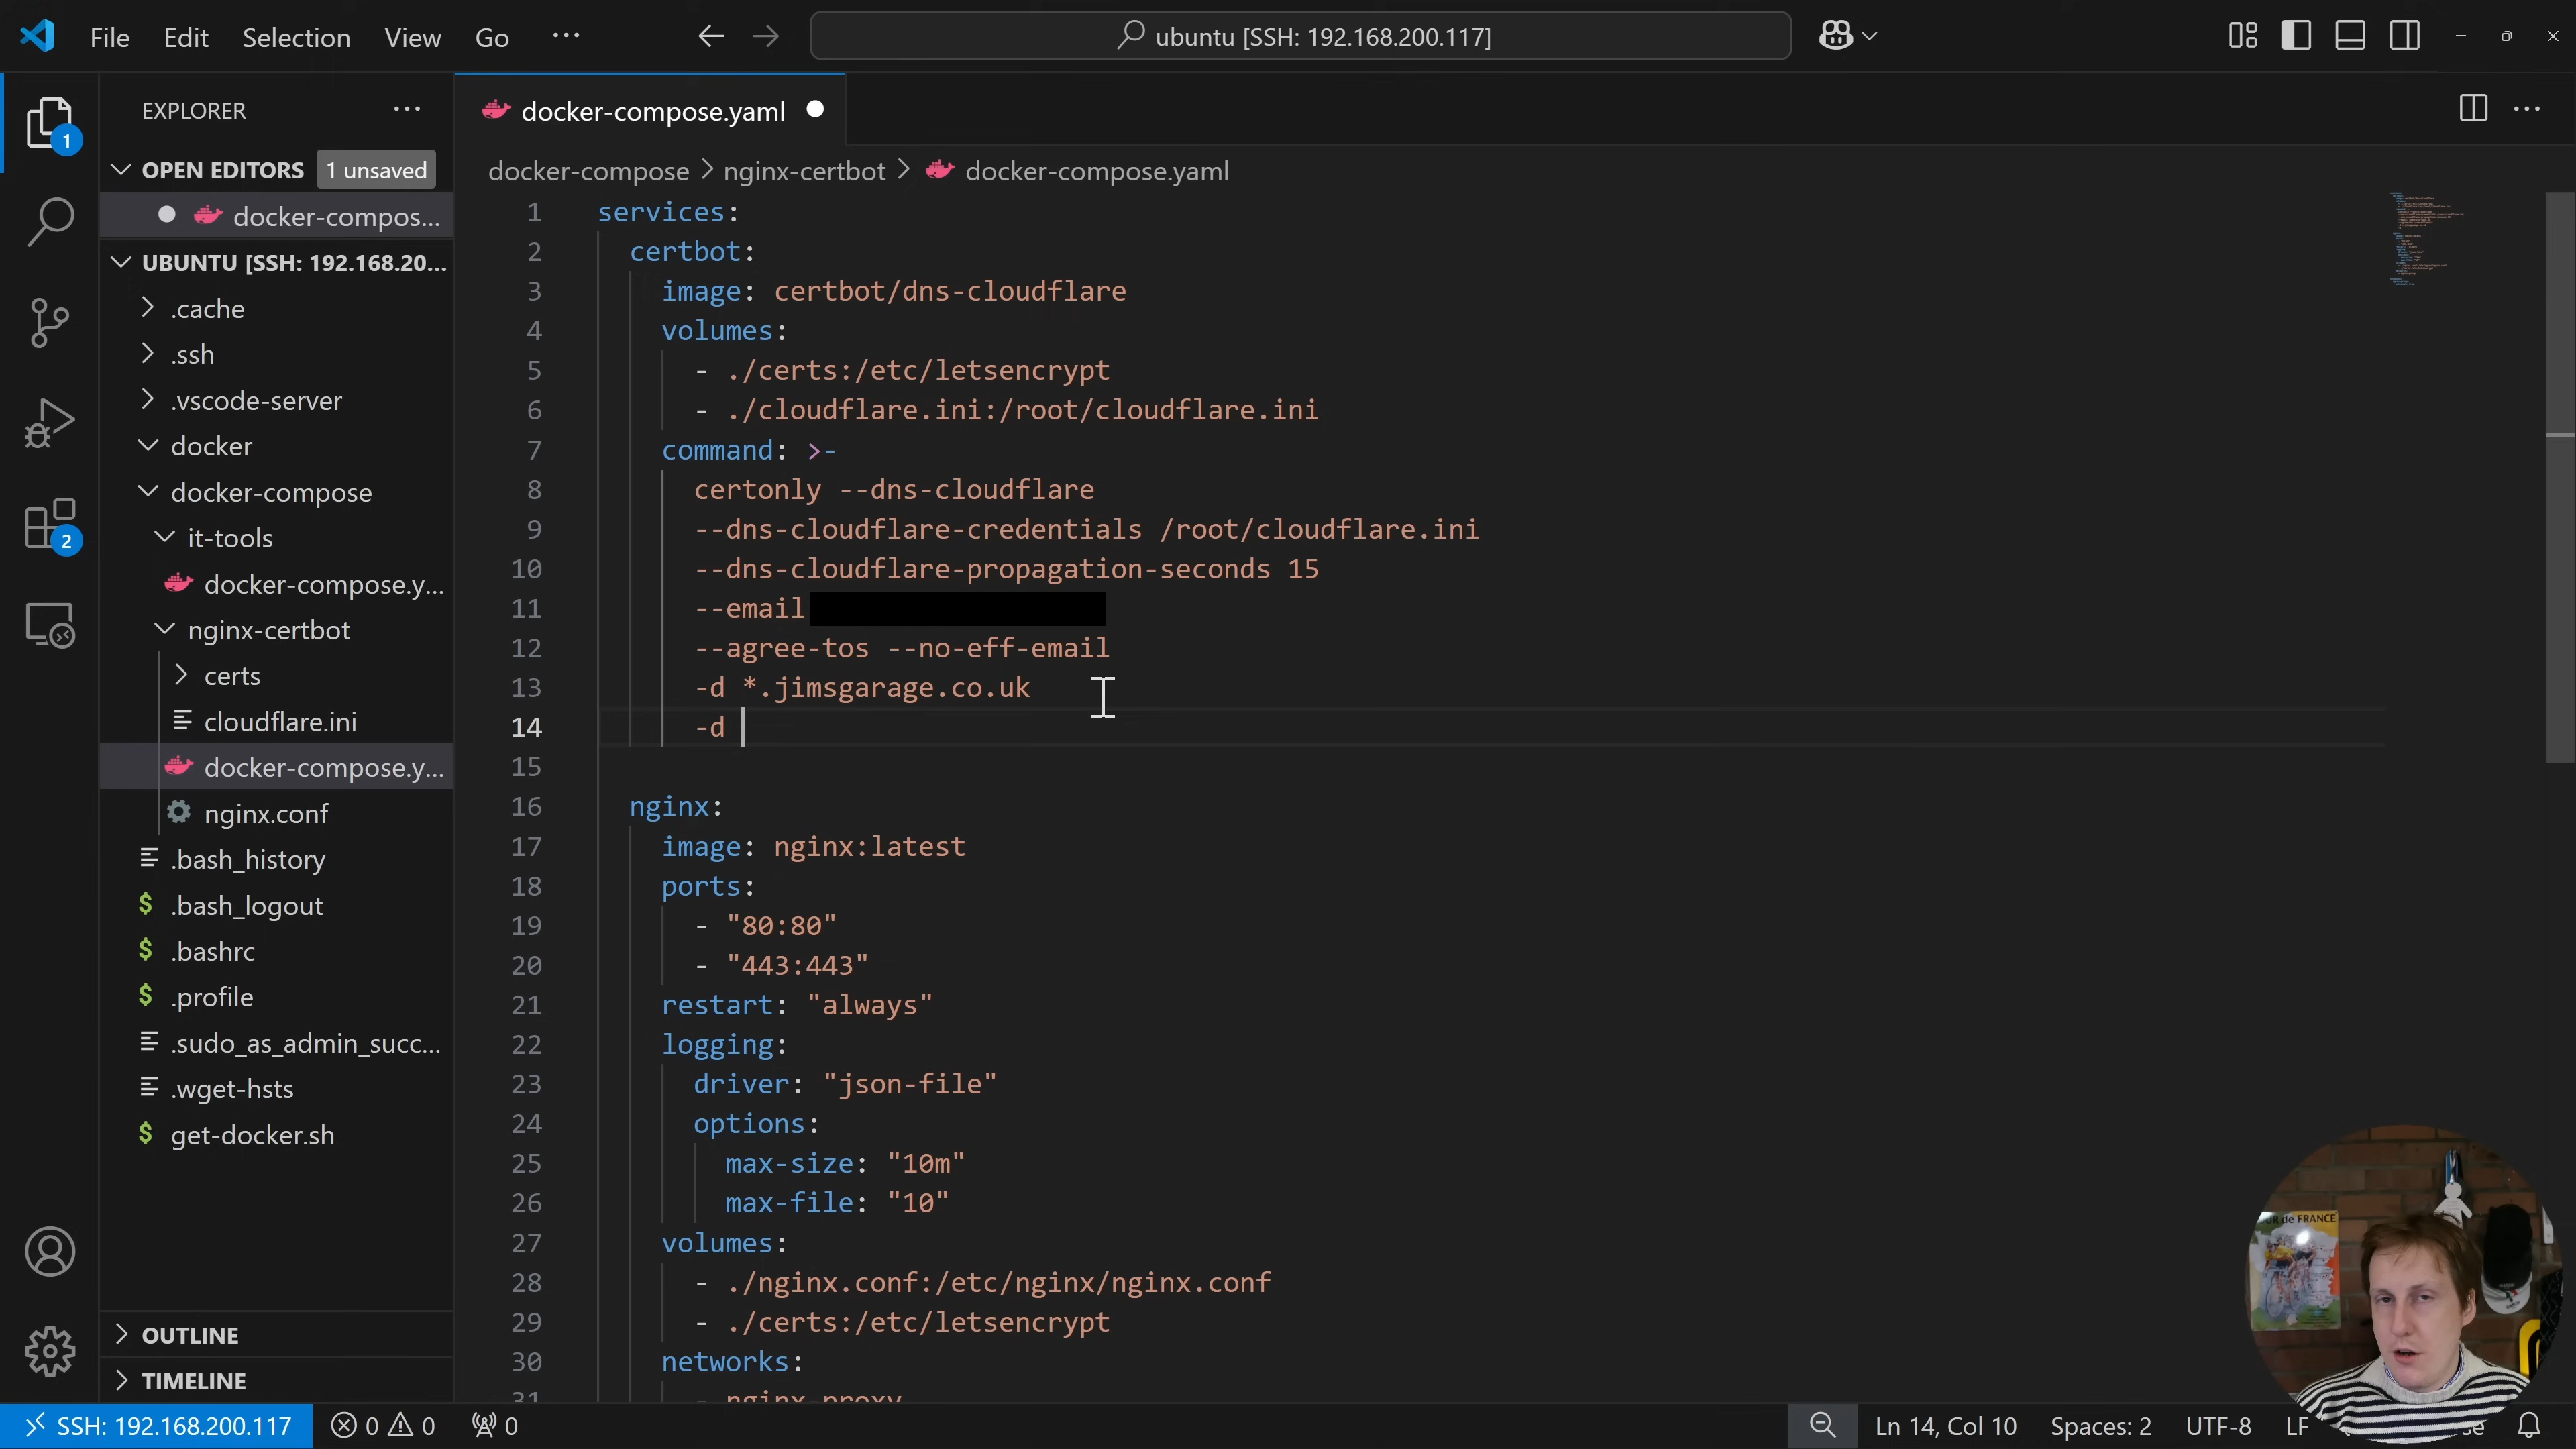 File Edit Selection View Go ... ubuntu [SSH: 192.168.200.117]
EXPLORER ...
1
OPEN EDITORS 1 unsaved
docker-compos...
UBUNTU [SSH: 192.168.20...
.cache
.ssh
.vscode-server
docker
docker-compose
it-tools
docker-compose.y...
nginx-certbot
certs
cloudflare.ini
docker-compose.y...
nginx.conf
.bash_history
.bash_logout
.bashrc
.profile
.sudo_as_admin_succ...
.wget-hsts
get-docker.sh
OUTLINE
TIMELINE
2
docker-compose.yaml
docker-compose > nginx-certbot > docker-compose.yaml
1 services:
2 certbot:
3 image: certbot/dns-cloudflare
4 volumes:
5 - ./certs:/etc/letsencrypt
6 - ./cloudflare.ini:/root/cloudflare.ini
7 command: >-
8 certonly --dns-cloudflare
9 --dns-cloudflare-credentials /root/cloudflare.ini
10 --dns-cloudflare-propagation-seconds 15
11 --email
12 --agree-tos --no-eff-email
13 -d *.jimsgarage.co.uk
14 -d
15
16 nginx:
17 image: nginx:latest
18 ports:
19 - "80:80"
20 - "443:443"
21 restart: "always"
22 logging:
23 driver: "json-file"
24 options:
25 max-size: "10m"
26 max-file: "10"
27 volumes:
28 - ./nginx.conf:/etc/nginx/nginx.conf
29 - ./certs:/etc/letsencrypt
30 networks:
31 - nginx_proxy
de FRANCE
SSH: 192.168.200.117 0 0 0 Ln 14, Col 10 Spaces: 2 UTF-8 LF